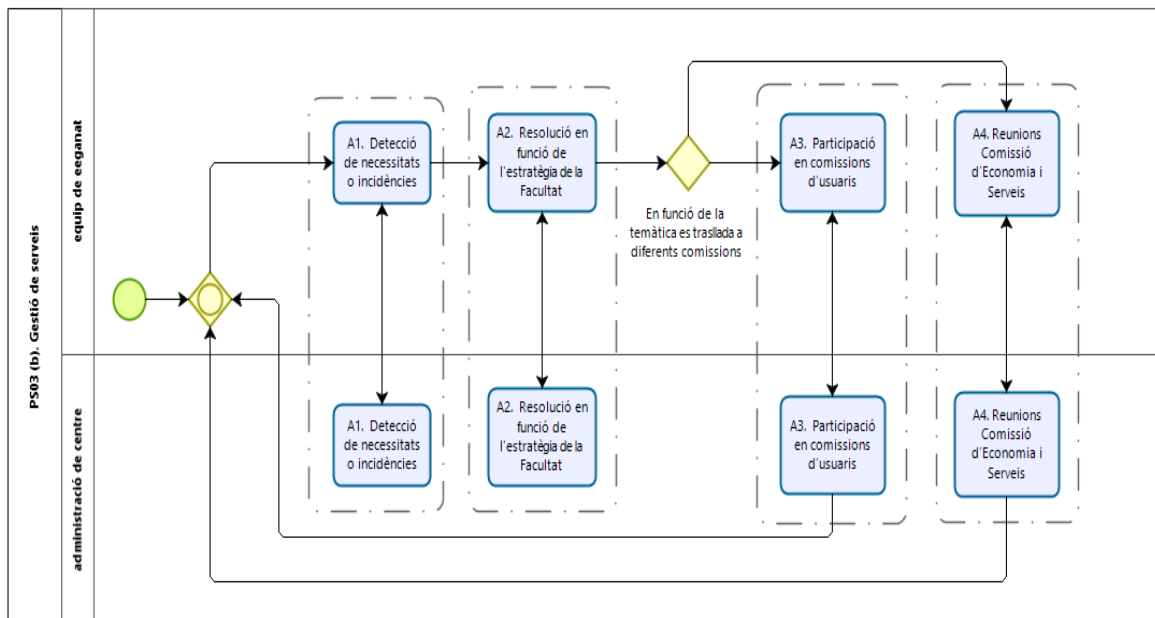 PS03 (b). Gestió de serveis
equip de eeganat
A1. Detecció
de necessitats
o incidències
A2. Resolució en
funció de
l'estratègia de la
Facultat
En funció de la
temàtica es trasllada a
diferents comissions
A3. Participació
en comissions
d'usuaris
A4. Reunions
Comissió
d'Economia i
Serveis
administració de centre
A1. Detecció
de necessitats
o incidències
A2. Resolució en
funció de
l'estratègia de la
Facultat
A3. Participació
en comissions
d'usuaris
A4. Reunions
Comissió
d'Economia i
Serveis